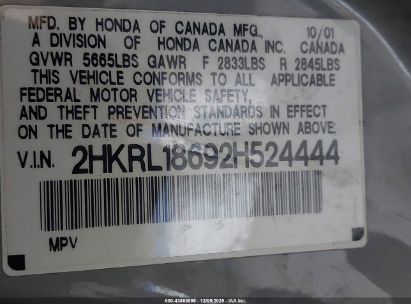 MFD. BY HONDA OF CANADA MFG., 10/01
A DIVISION OF HONDA CANADA INC. CANADA
GVWR 5665LBS GAWR F 2833LBS R 2845LBS
THIS VEHICLE CONFORMS TO ALL APPLICABLE
FEDERAL MOTOR VEHICLE SAFETY,
AND THEFT PREVENTION STANDARDS IN EFFECT
ON THE DATE OF MANUFACTURE SHOWN ABOVE.
V.I.N. 2HKRL18692H524444
MPV